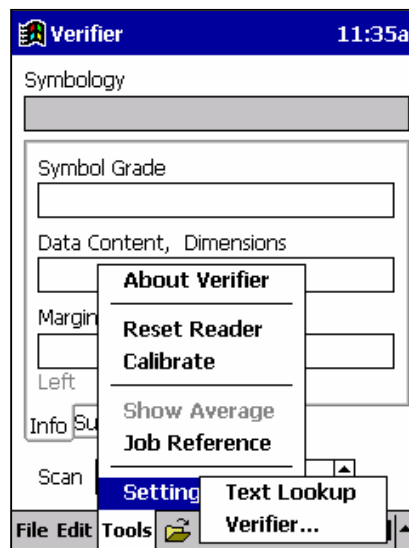 Verifier 11:35a
Symbology
Symbol Grade
Data Content, Dimensions
About Verifier
Margin
Reset Reader
Calibrate
Left
Show Average
Info Su
Job Reference
Scan
Setting Text Lookup
Verifier...
File Edit Tools